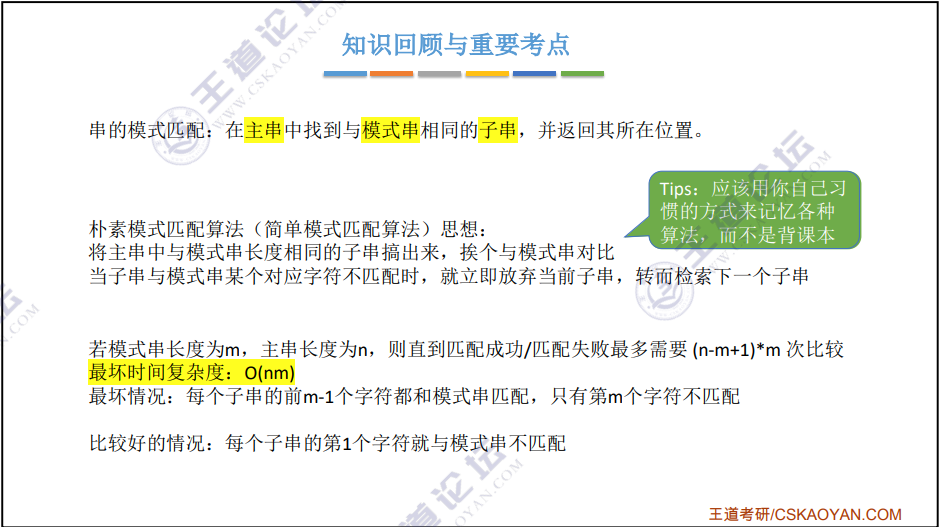 知识回顾与重要考点
串的模式匹配：在主串中找到与模式串相同的子串，并返回其所在位置。
Tips：应该用你自己习
惯的方式来记忆各种
算法，而不是背课本
朴素模式匹配算法（简单模式匹配算法）思想：
将主串中与模式串长度相同的子串搞出来，挨个与模式串对比
当子串与模式串某个对应字符不匹配时，就立即放弃当前子串，转而检索下一个子串
若模式串长度为m，主串长度为n，则直到匹配成功/匹配失败最多需要 (n-m+1)*m 次比较
最坏时间复杂度：O(nm)
最坏情况：每个子串的前m-1个字符都和模式串匹配，只有第m个字符不匹配
比较好的情况：每个子串的第1个字符就与模式串不匹配
王道考研/CSKAOYAN.COM
王道论坛
WWW.CSKAOYAN.COM